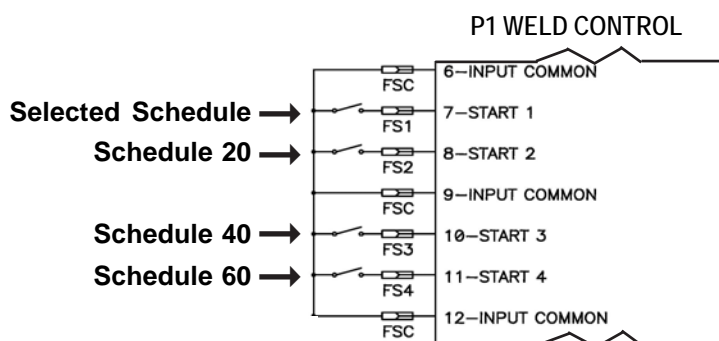 P1 WELD CONTROL
6–INPUT COMMON
FSC
Selected Schedule
7–START 1
FS1
Schedule 20
8–START 2
FS2
9–INPUT COMMON
FSC
Schedule 40
10–START 3
FS3
Schedule 60
11–START 4
FS4
12–INPUT COMMON
FSC